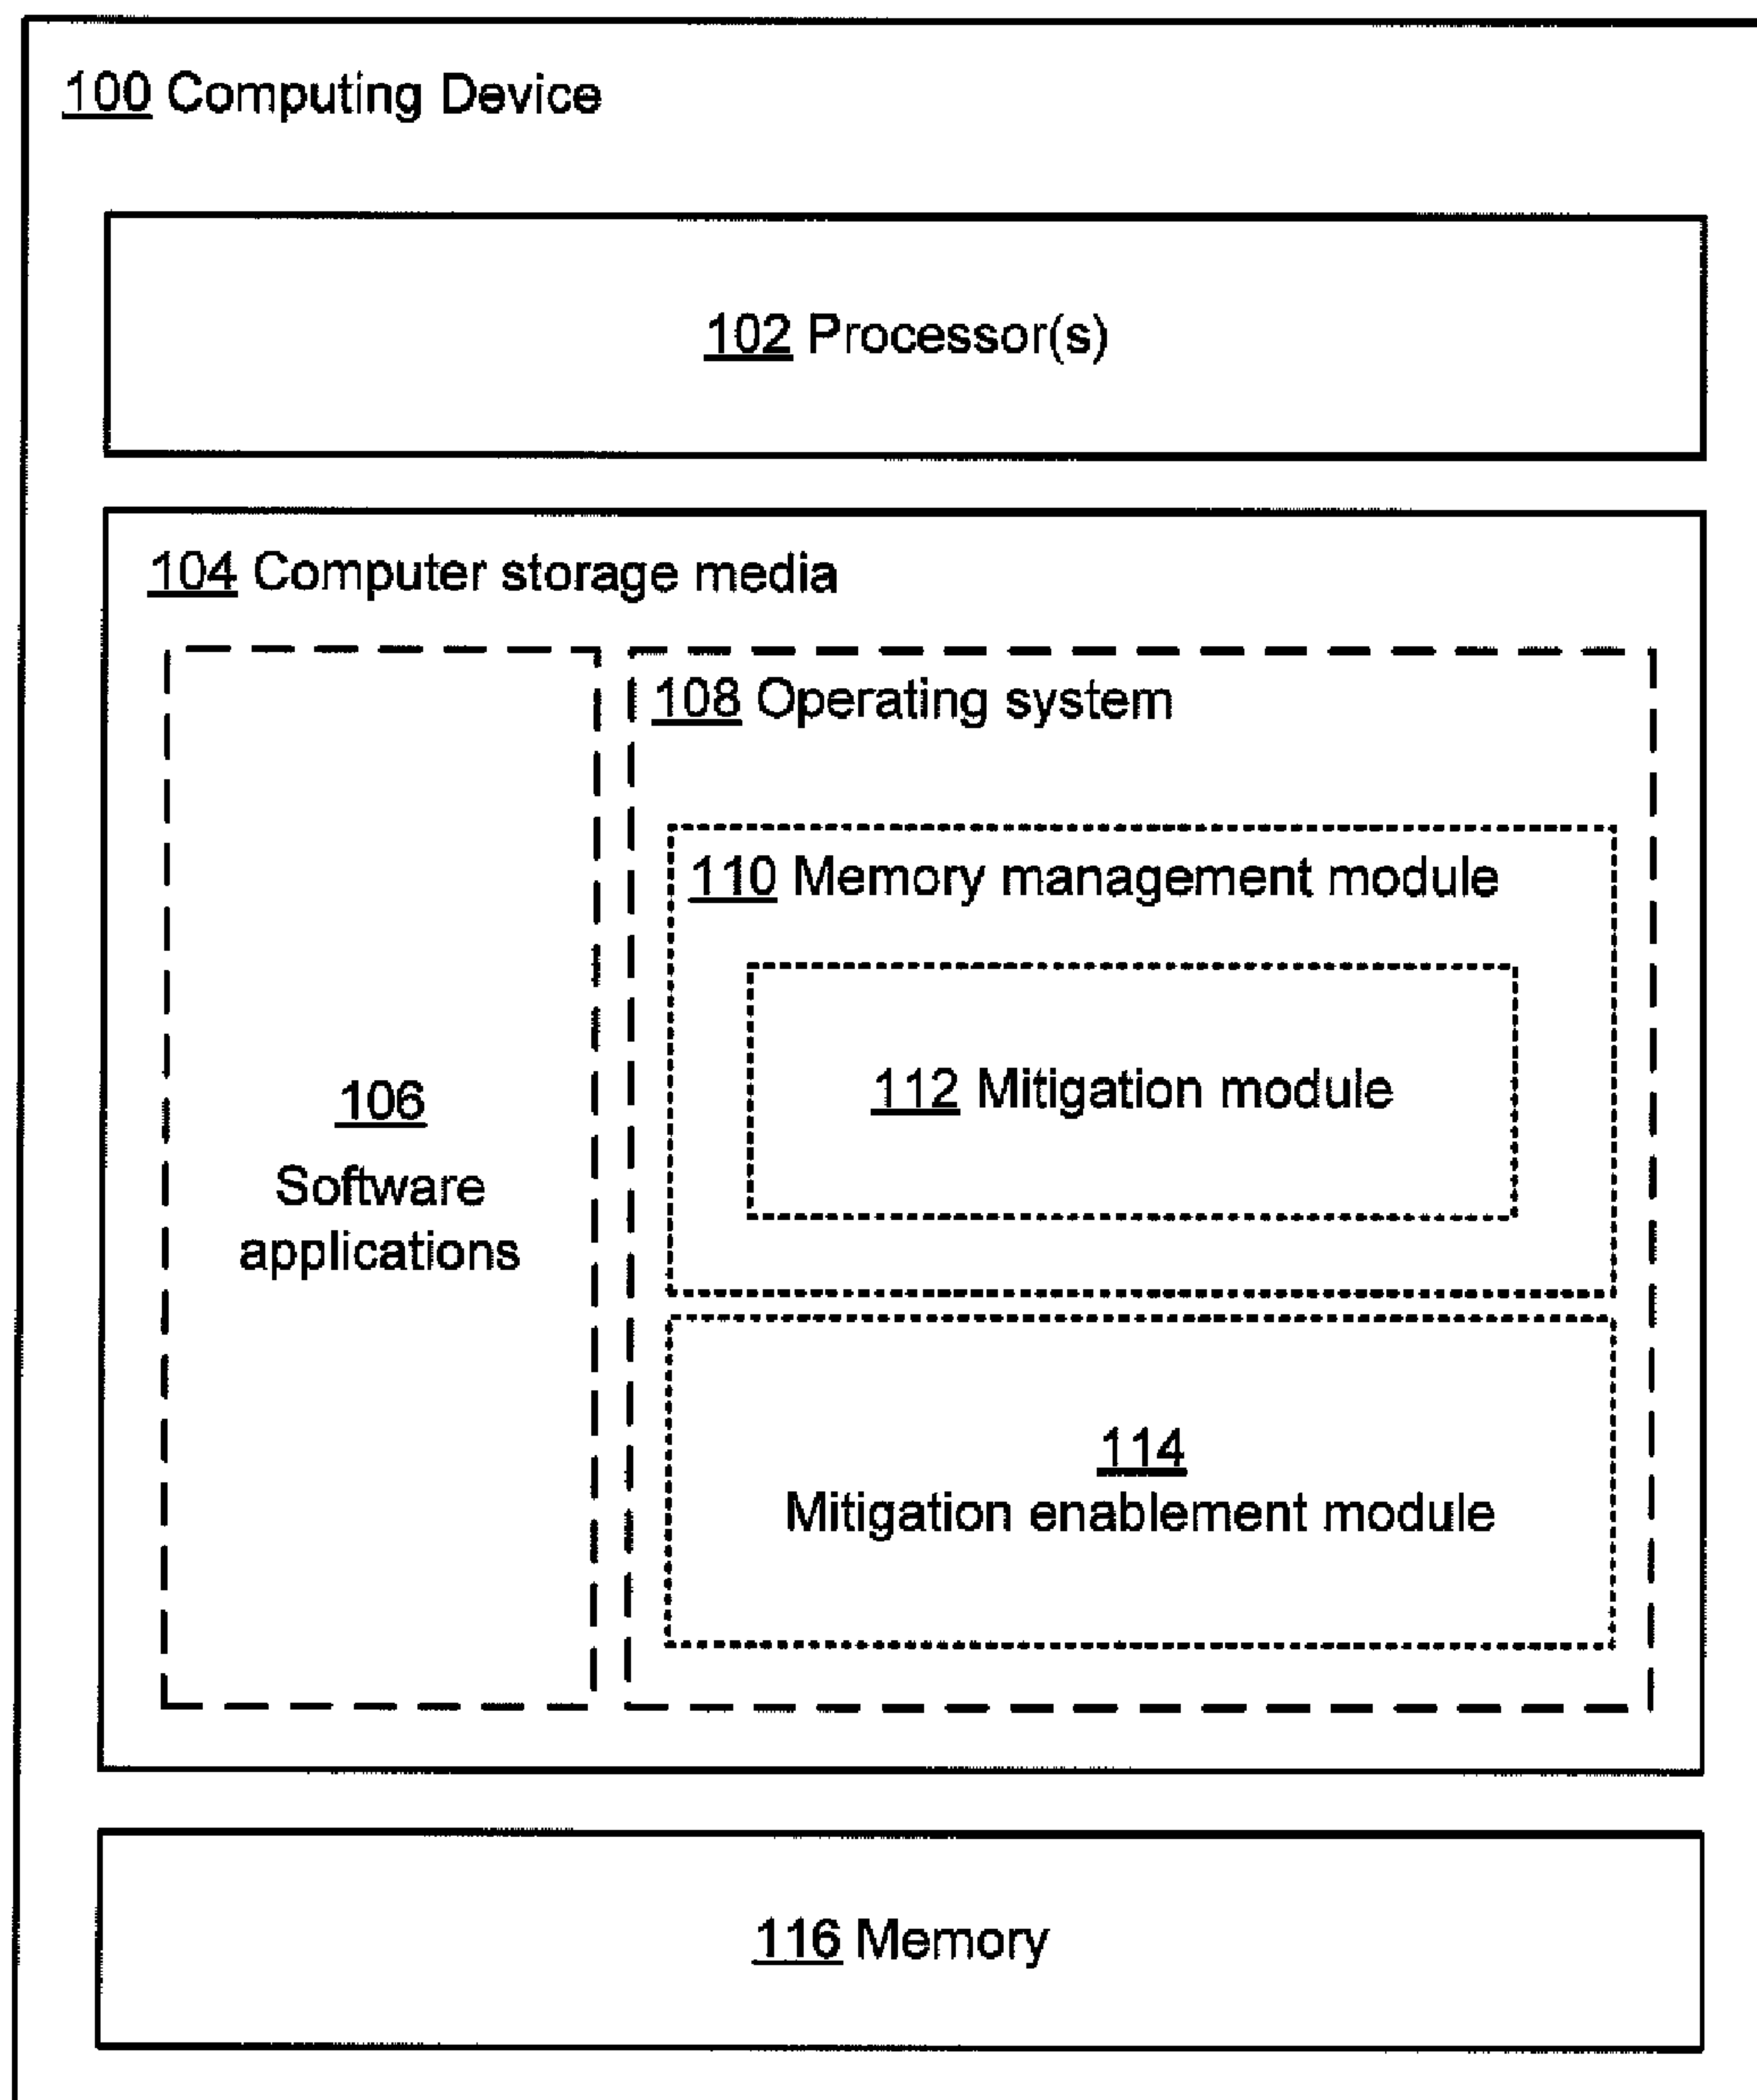 100 Computing Device
102 Processor(s)
104 Computer storage media
106
Software
applications
108 Operating system
110 Memory management module
112 Mitigation module
114
Mitigation enablement module
116 Memory